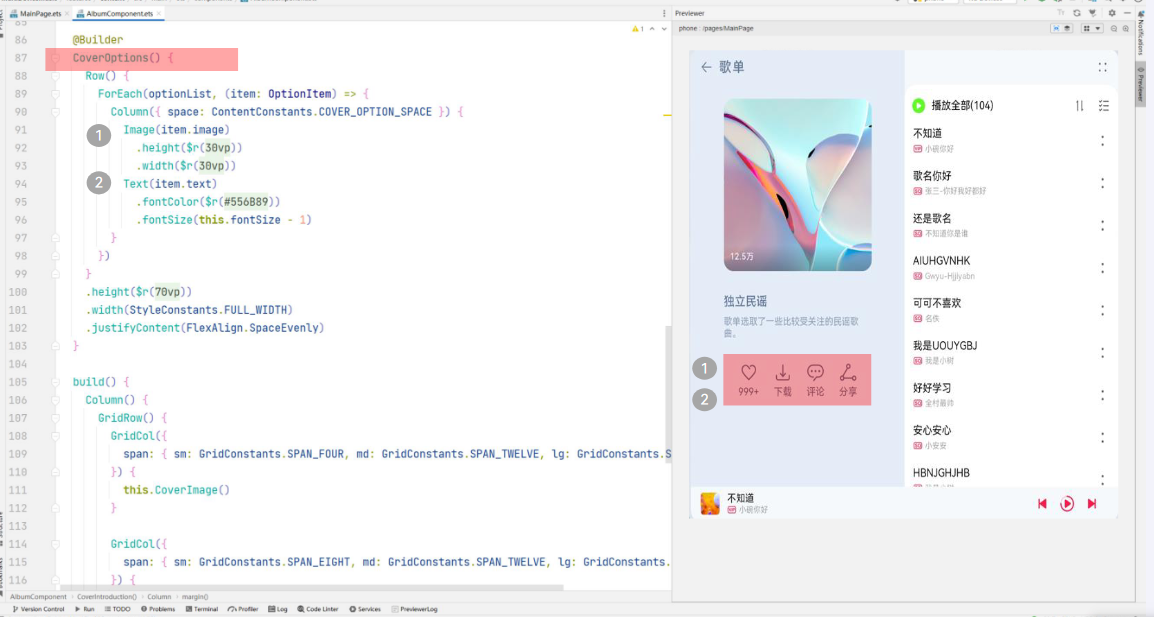 MainPage.ets AlbumComponent.ets
85
86 @Builder
87 CoverOptions() {
88 Row() {
89 ForEach(optionList, (item: OptionItem) => {
90 Column({ space: ContentConstants.COVER_OPTION_SPACE }) {
91 Image(item.image)
92 .height($r(30vp))
93 .width($r(30vp))
94 Text(item.text)
95 .fontColor($r(#556B89))
96 .fontSize(this.fontSize - 1)
97 }
98 })
99 }
100 .height($r(70vp))
101 .width(StyleConstants.FULL_WIDTH)
102 .justifyContent(FlexAlign.SpaceEvenly)
103 }
104
105 build() {
106 Column() {
107 GridRow() {
108 GridCol({
109 span: { sm: GridConstants.SPAN_FOUR, md: GridConstants.SPAN_TWELVE, lg: GridConstants.S
110 }) {
111 this.CoverImage()
112 }
113
114 GridCol({
115 span: { sm: GridConstants.SPAN_EIGHT, md: GridConstants.SPAN_TWELVE, lg: GridConstants.
116 }) {
1
2
1
AlbumComponent CoverIntroduction() Column margin()
Version Control Run TODO Problems Terminal Profiler Log Code Linter Services PreviewerLog
Previewer
phone : /pages/MainPage
Notifications
Previewer
歌单
12.5万
独立民谣
歌单选取了一些比较受关注的民谣歌
曲。
1
2
999+ 下载 评论 分享
播放全部(104)
不知道
小碗你好
歌名你好
张三-你好我好都好
还是歌名
不知道你是谁
AIUHGVNHK
Gwyu-Hjjiyabn
可可不喜欢
名佚
我是UOUYGBJ
我是小树
好好学习
全村最帅
安心安心
小安安
HBNJGHJHB
不知道
小碗你好